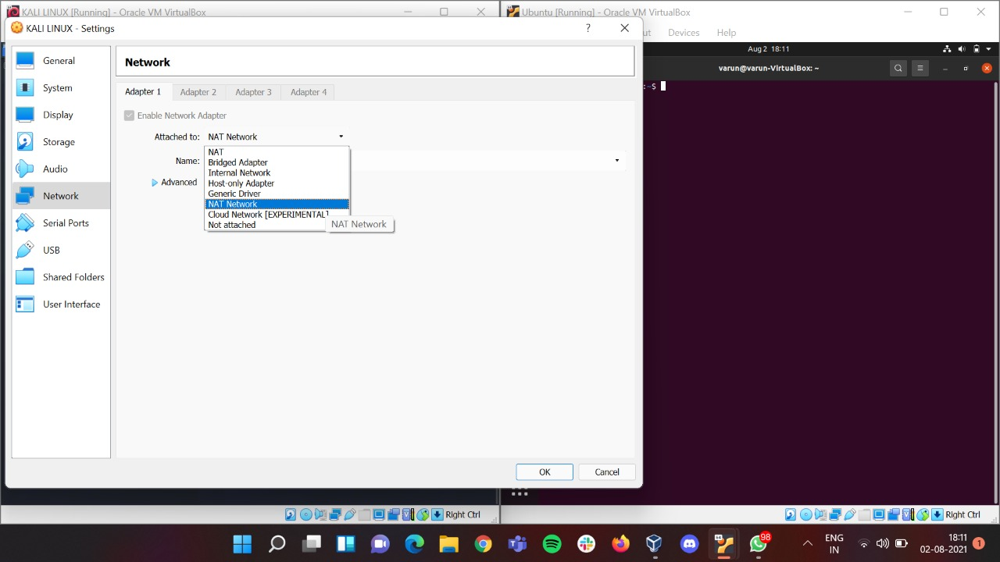 KALI LINUX [Running] - Oracle VM VirtualBox
Ubuntu [Running] - Oracle VM VirtualBox
KALI LINUX - Settings
?
ut Devices Help
Aug 2 18:11
varun@varun-VirtualBox: ~
:~$
General
System
Display
Storage
Audio
Network
Serial Ports
USB
Shared Folders
User Interface
Network
Adapter 1 Adapter 2 Adapter 3 Adapter 4
Enable Network Adapter
Attached to: NAT Network
Name:
Advanced
NAT
Bridged Adapter
Internal Network
Host-only Adapter
Generic Driver
NAT Network
Cloud Network [EXPERIMENTAL]
Not attached
NAT Network
OK Cancel
Right Ctrl
Right Ctrl
98
ENG
IN
18:11
02-08-2021
1